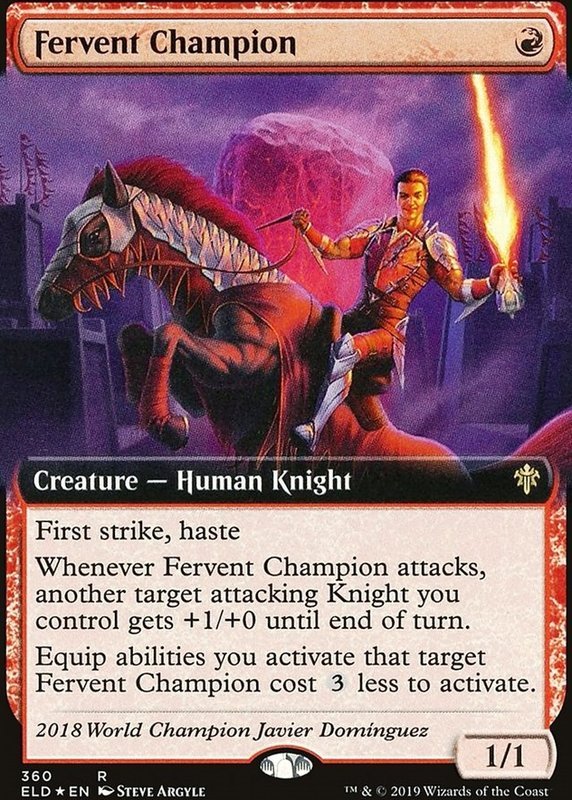 Fervent Champion
Creature — Human Knight
First strike, haste
Whenever Fervent Champion attacks,
another target attacking Knight you
control gets +1/+0 until end of turn.
Equip abilities you activate that target
Fervent Champion cost 3 less to activate.
2018 World Champion Javier Domínguez
1/1
360 R
ELD ★ EN Steve Argyle
™ & © 2019 Wizards of the Coast